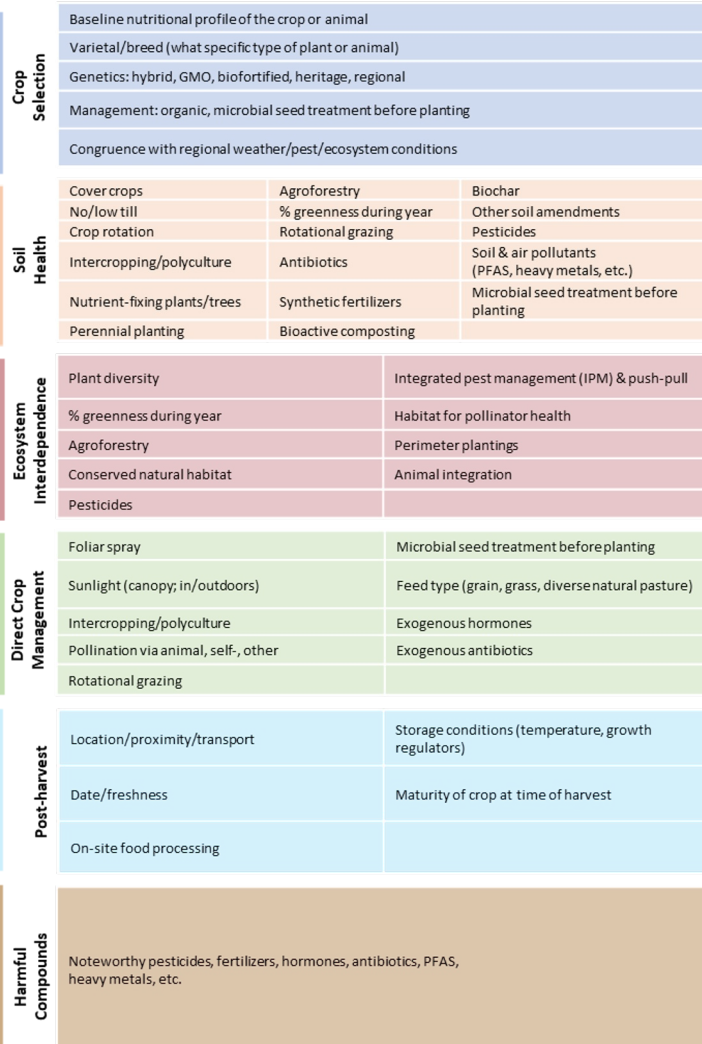 Crop
Selection
Baseline nutritional profile of the crop or animal
Varietal/breed (what specific type of plant or animal)
Genetics: hybrid, GMO, biofortified, heritage, regional
Management: organic, microbial seed treatment before planting
Congruence with regional weather/pest/ecosystem conditions
Soil
Health
Cover crops
Agroforestry
Biochar
No/low till
% greenness during year
Other soil amendments
Crop rotation
Rotational grazing
Pesticides
Intercropping/polyculture
Antibiotics
Soil & air pollutants
(PFAS, heavy metals, etc.)
Nutrient-fixing plants/trees
Synthetic fertilizers
Microbial seed treatment before
planting
Perennial planting
Bioactive composting
Ecosystem
Interdependence
Plant diversity
Integrated pest management (IPM) & push-pull
% greenness during year
Habitat for pollinator health
Agroforestry
Perimeter plantings
Conserved natural habitat
Animal integration
Pesticides
Direct Crop
Management
Foliar spray
Microbial seed treatment before planting
Sunlight (canopy; in/outdoors)
Feed type (grain, grass, diverse natural pasture)
Intercropping/polyculture
Exogenous hormones
Pollination via animal, self-, other
Exogenous antibiotics
Rotational grazing
Post-harvest
Location/proximity/transport
Storage conditions (temperature, growth
regulators)
Date/freshness
Maturity of crop at time of harvest
On-site food processing
Harmful
Compounds
Noteworthy pesticides, fertilizers, hormones, antibiotics, PFAS,
heavy metals, etc.